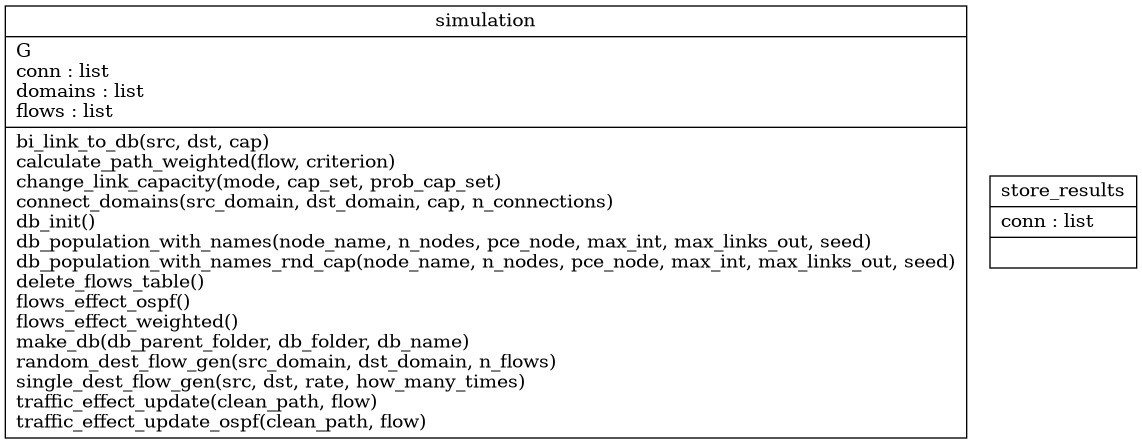 simulation
G
conn : list
domains : list
flows : list
bi_link_to_db(src, dst, cap)
calculate_path_weighted(flow, criterion)
change_link_capacity(mode, cap_set, prob_cap_set)
connect_domains(src_domain, dst_domain, cap, n_connections)
db_init()
db_population_with_names(node_name, n_nodes, pce_node, max_int, max_links_out, seed)
db_population_with_names_rnd_cap(node_name, n_nodes, pce_node, max_int, max_links_out, seed)
delete_flows_table()
flows_effect_ospf()
flows_effect_weighted()
make_db(db_parent_folder, db_folder, db_name)
random_dest_flow_gen(src_domain, dst_domain, n_flows)
single_dest_flow_gen(src, dst, rate, how_many_times)
traffic_effect_update(clean_path, flow)
traffic_effect_update_ospf(clean_path, flow)
store_results
conn : list